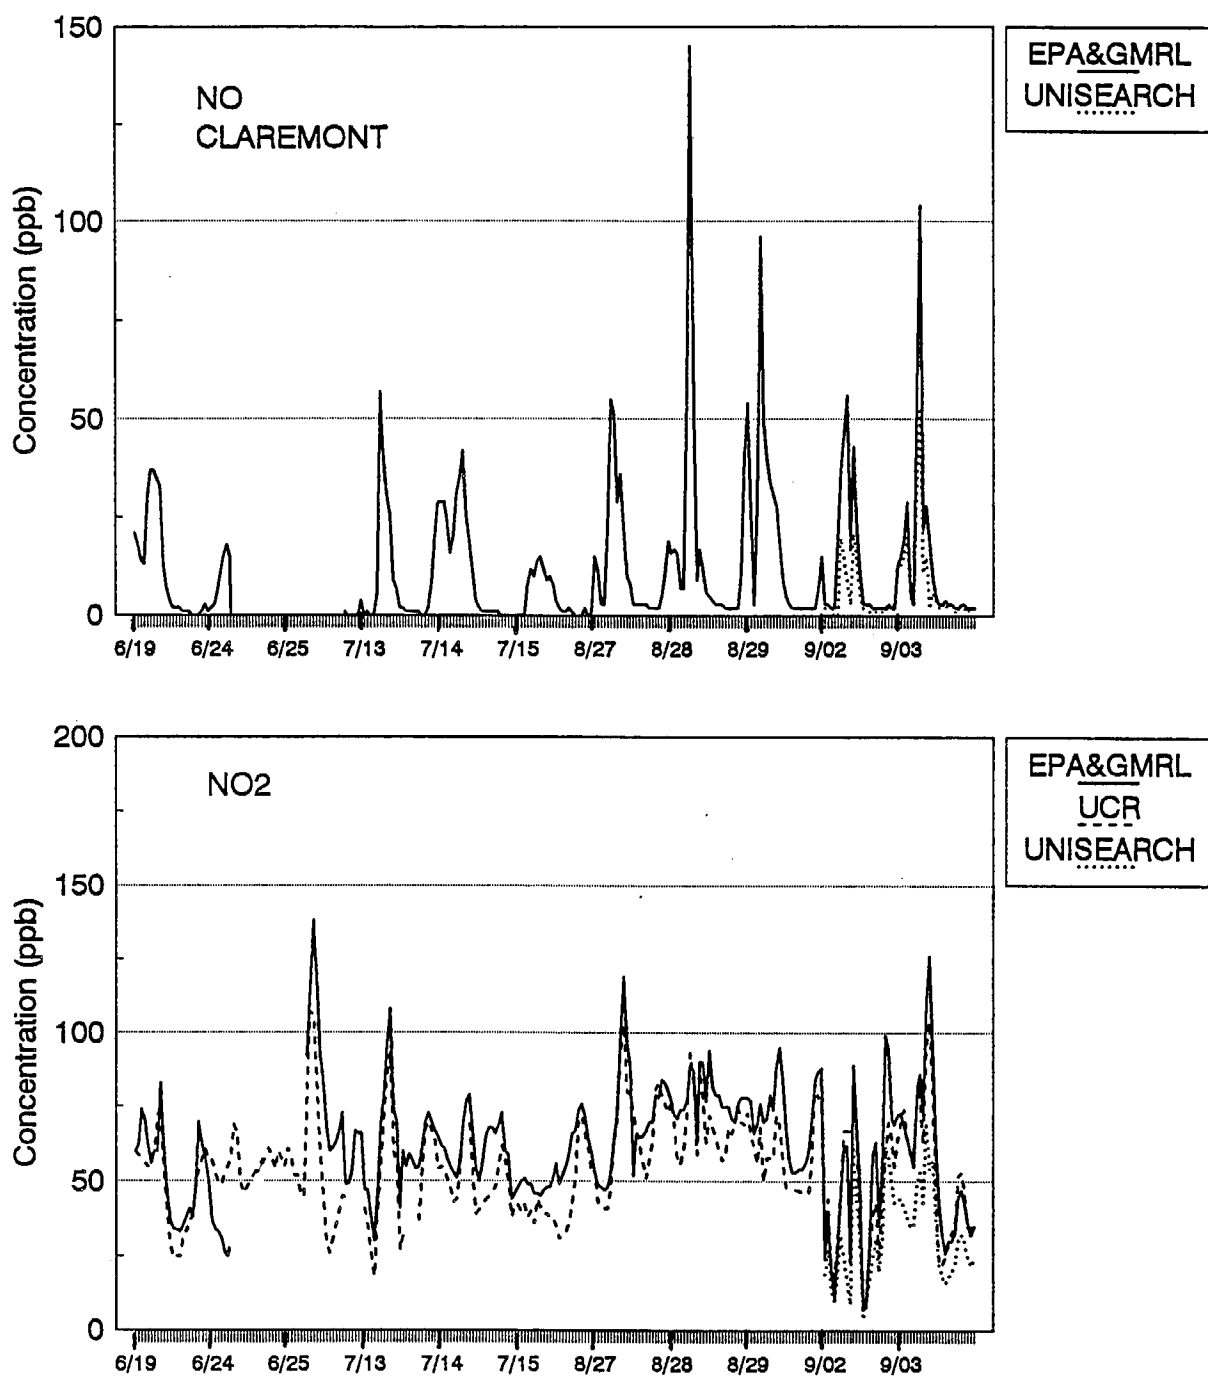 150
EPA&GMRL
UNISEARCH
NO
CLAREMONT
100
50
0
Concentration (ppb)
6/19 6/24 6/25 7/13 7/14 7/15 8/27 8/28 8/29 9/02 9/03
200
EPA&GMRL
UCR
UNISEARCH
NO2
150
100
50
0
Concentration (ppb)
6/19 6/24 6/25 7/13 7/14 7/15 8/27 8/28 8/29 9/02 9/03